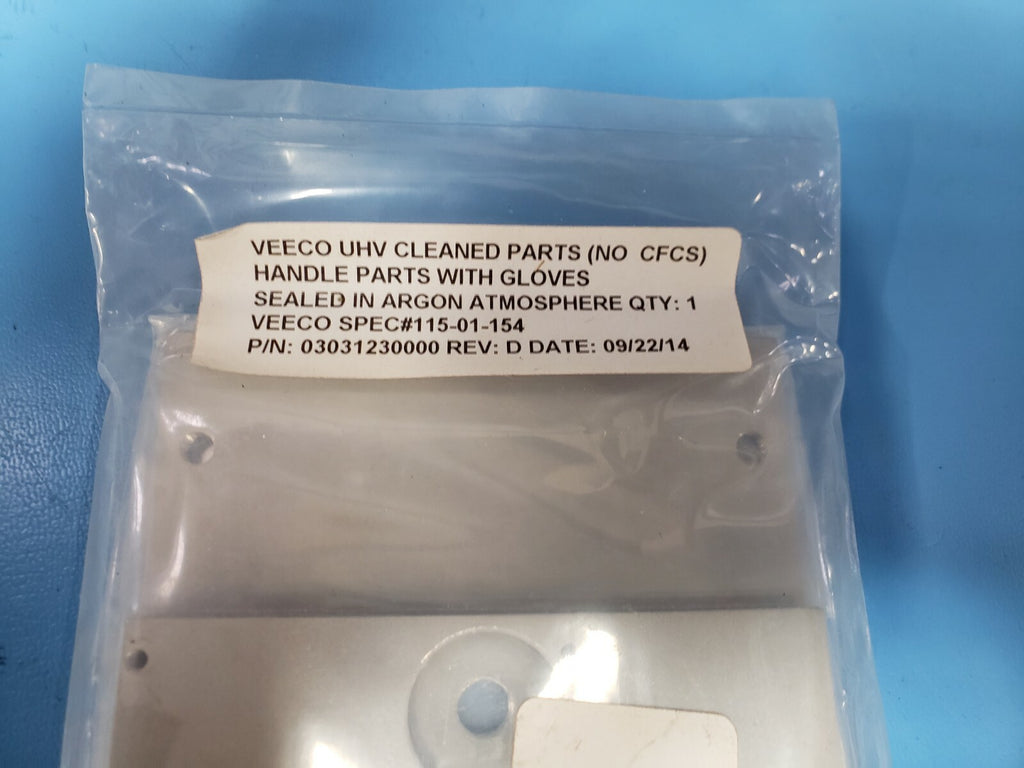 VEECO UHV CLEANED PARTS (NO CFCS)
HANDLE PARTS WITH GLOVES
SEALED IN ARGON ATMOSPHERE QTY: 1
VEECO SPEC#115-01-154
P/N: 03031230000 REV: D DATE: 09/22/14